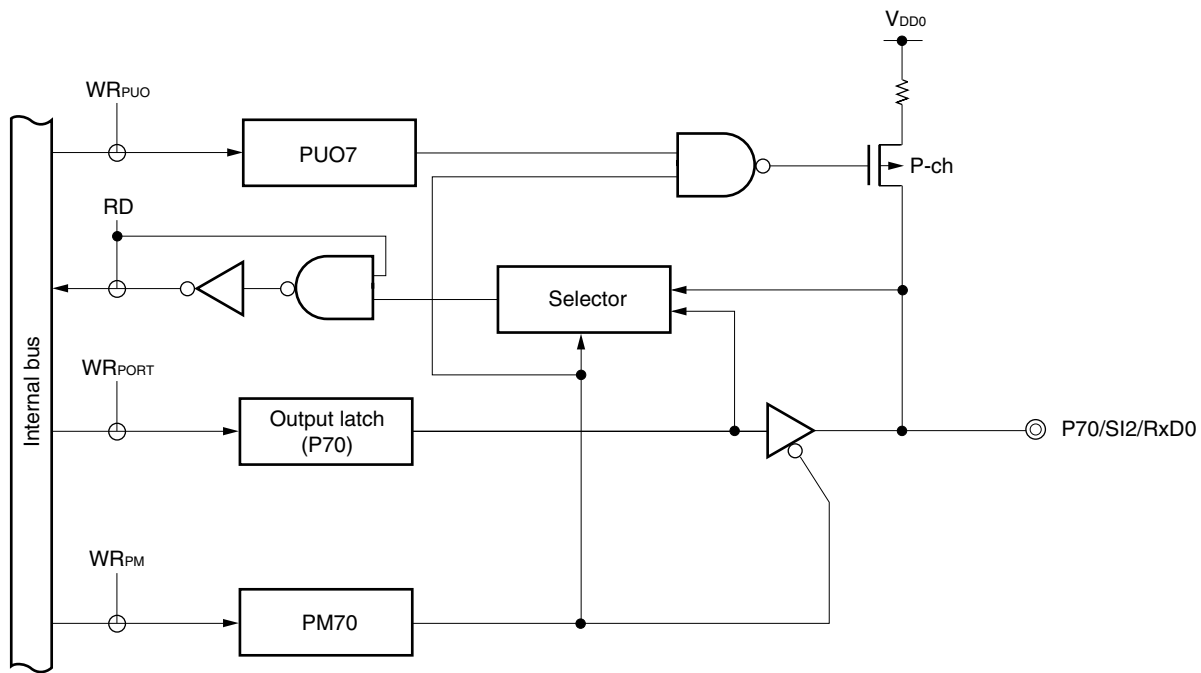 VDD0
WRPUO
PUO7
P-ch
RD
Selector
Internal bus
WRPORT
Output latch
(P70)
P70/SI2/RxD0
WRPM
PM70